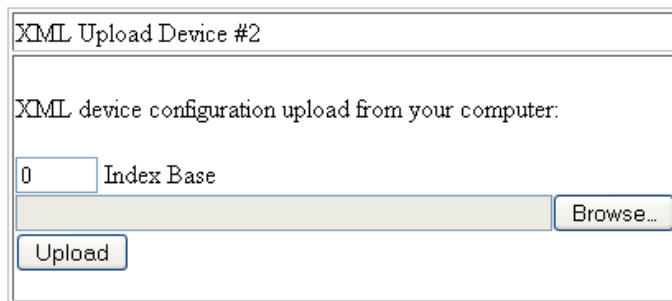 XML Upload Device #2
XML device configuration upload from your computer:
0 Index Base
Browse...
Upload